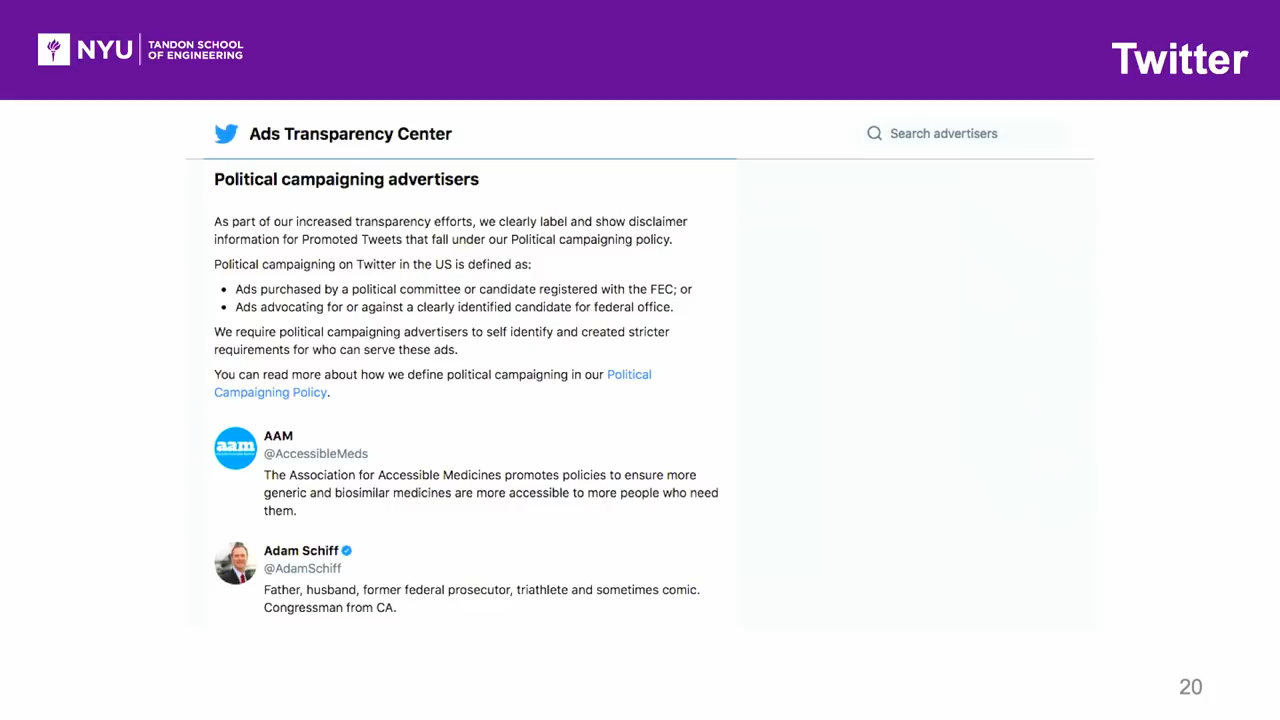 NYU
TANDON SCHOOL
OF ENGINEERING
Twitter
Ads Transparency Center
Search advertisers
Political campaigning advertisers
As part of our increased transparency efforts, we clearly label and show disclaimer
information for Promoted Tweets that fall under our Political campaigning policy.
Political campaigning on Twitter in the US is defined as:
• Ads purchased by a political committee or candidate registered with the FEC; or
• Ads advocating for or against a clearly identified candidate for federal office.
We require political campaigning advertisers to self identify and created stricter
requirements for who can serve these ads.
You can read more about how we define political campaigning in our Political
Campaigning Policy.
aam
AAM
@AccessibleMeds
The Association for Accessible Medicines promotes policies to ensure more
generic and biosimilar medicines are more accessible to more people who need
them.
Adam Schiff
@AdamSchiff
Father, husband, former federal prosecutor, triathlete and sometimes comic.
Congressman from CA.
20